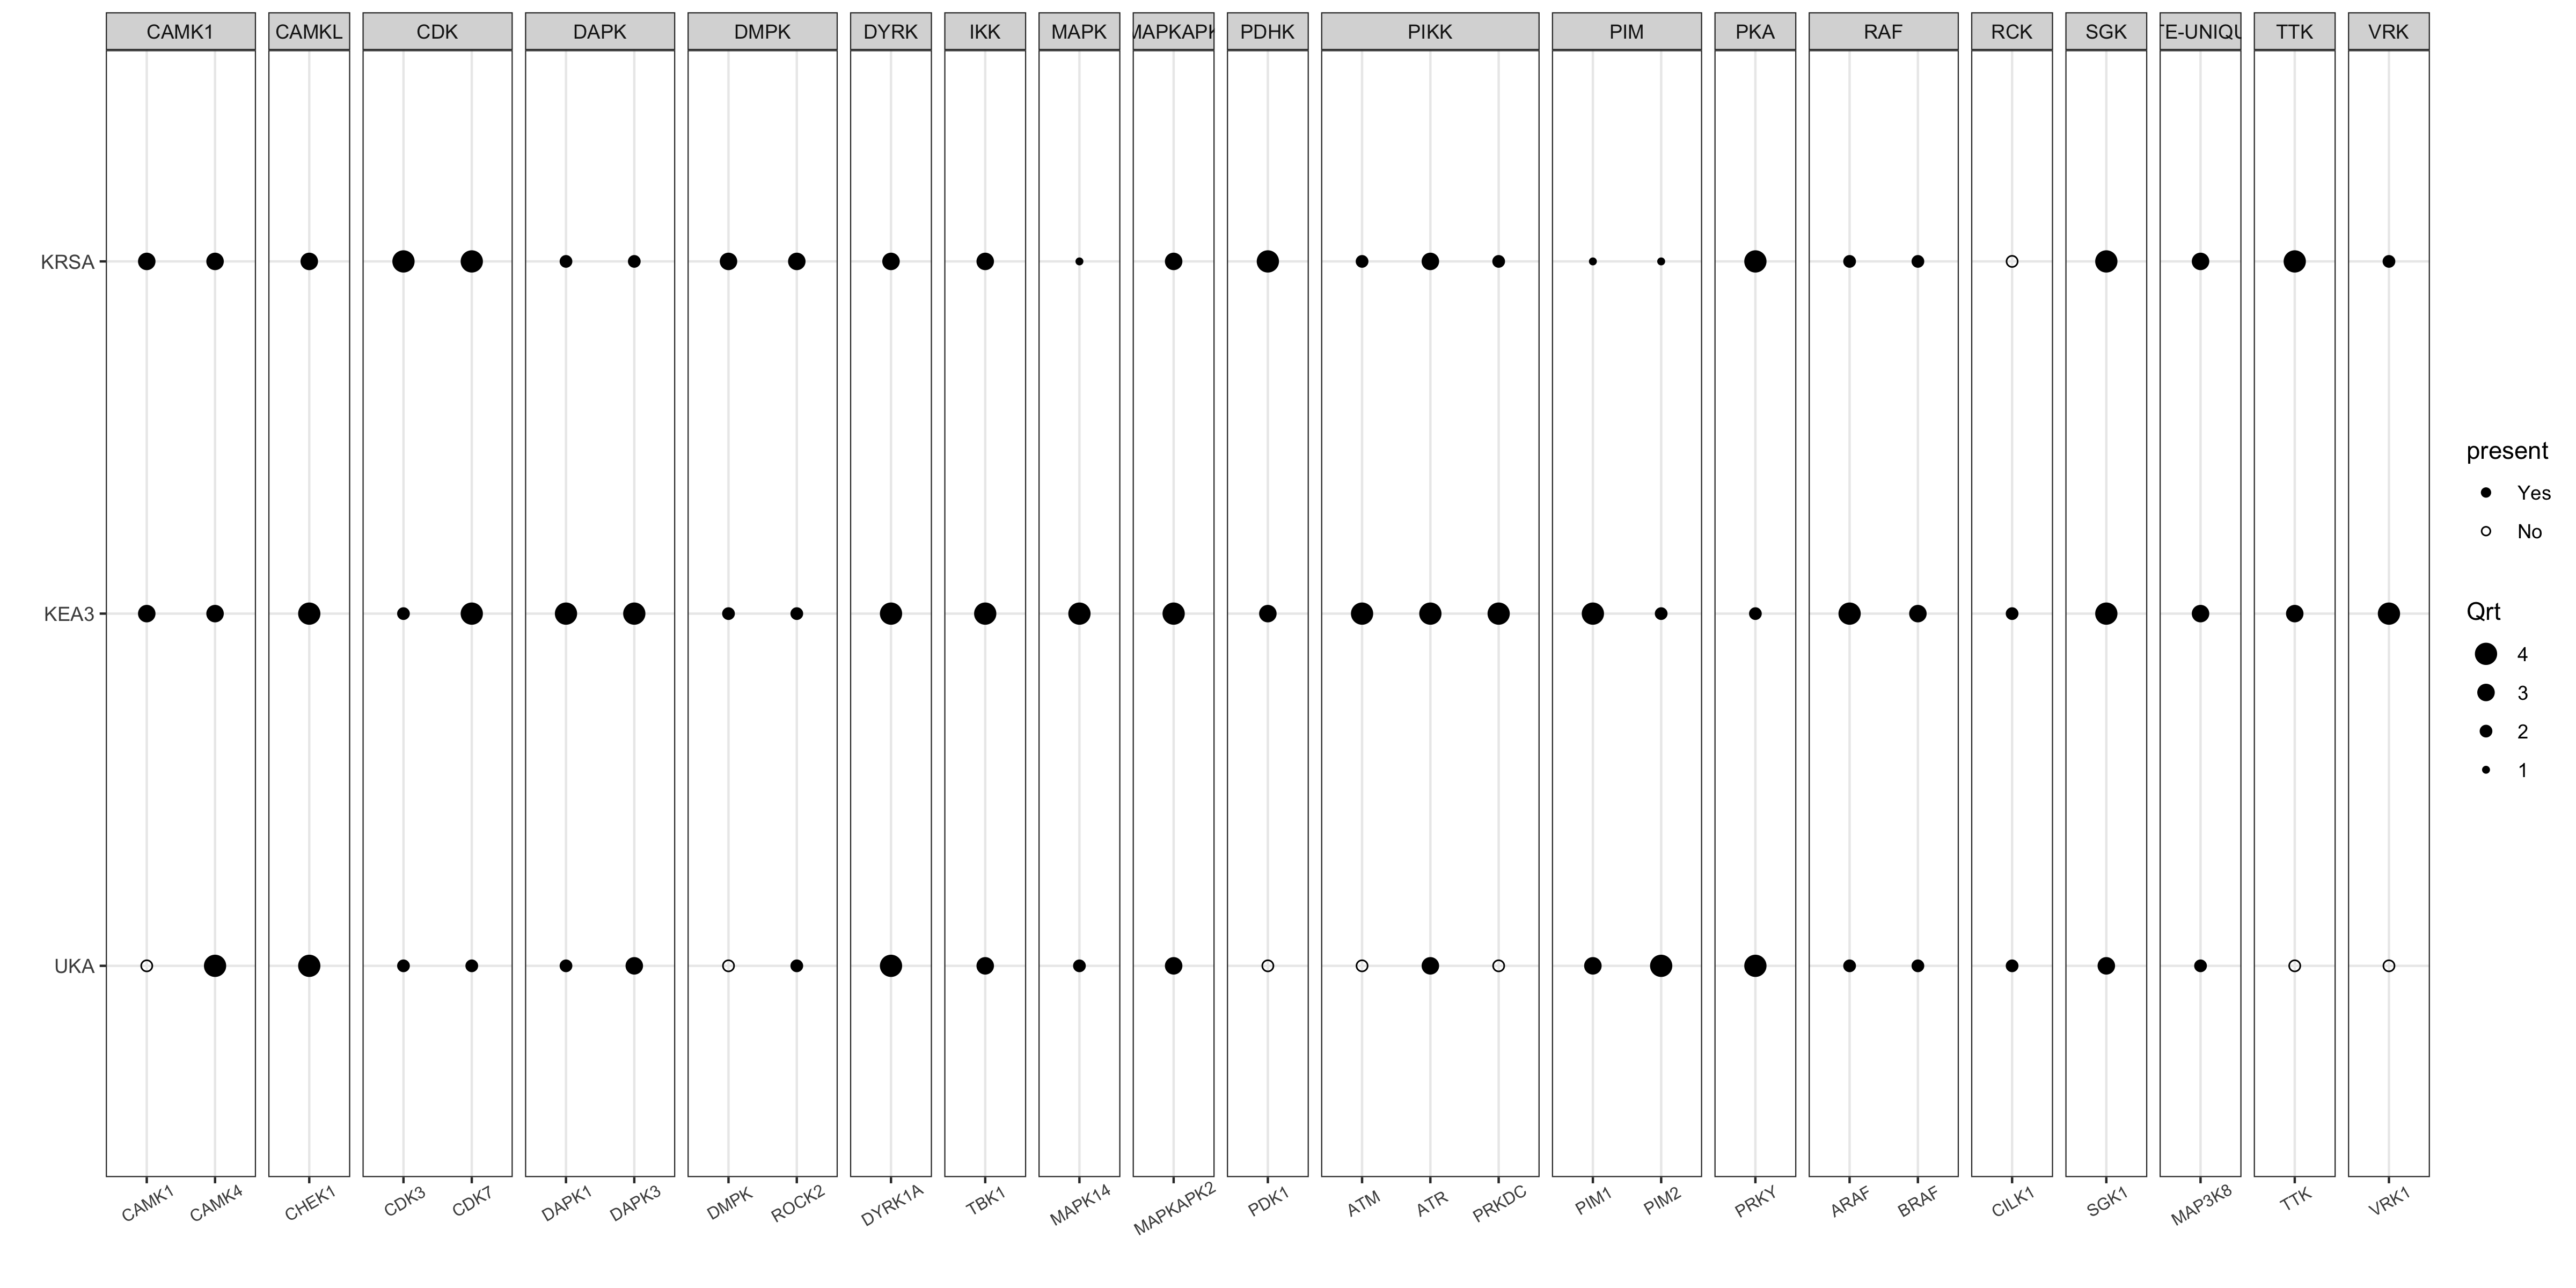 CAMK1 CAMKL CDK DAPK DMPK DYRK IKK MAPK MAPKAPK PDHK PIKK PIM PKA RAF RCK SGK TE-UNIQU TTK VRK
KRSA
KEA3
UKA
CAMK1 CAMK4 CHEK1 CDK3 CDK7 DAPK1 DAPK3 DMPK ROCK2 DYRK1A TBK1 MAPK14 MAPKAPK2 PDK1 ATM ATR PRKDC PIM1 PIM2 PRKY ARAF BRAF CILK1 SGK1 MAP3K8 TTK VRK1
present
Yes
No
Qrt
4
3
2
1